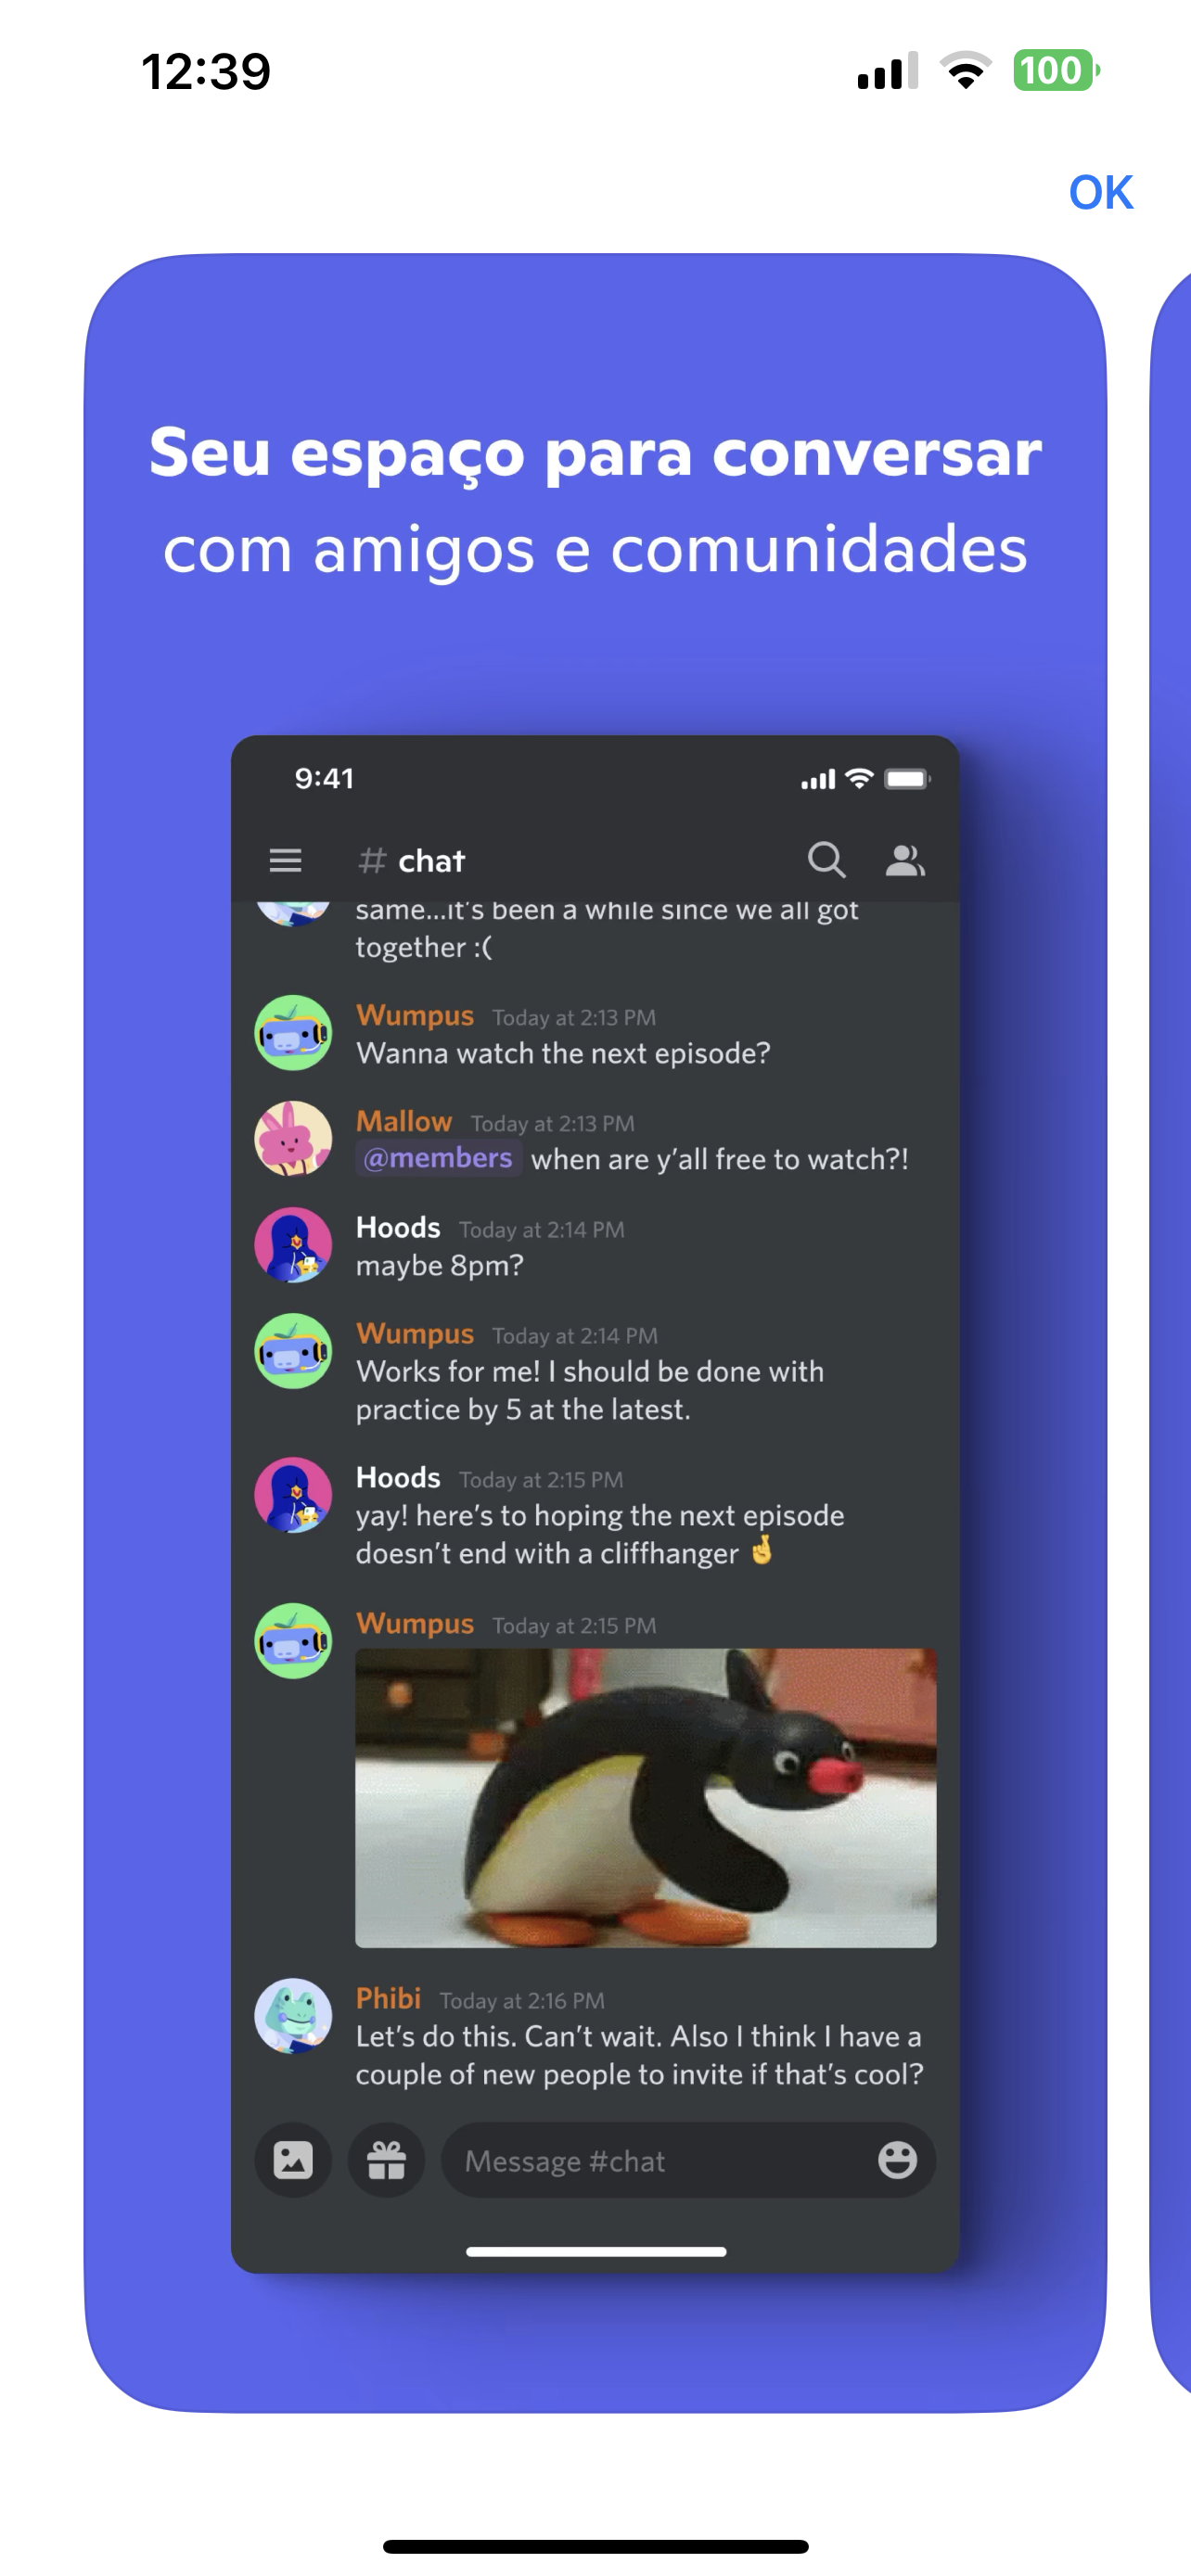 12:39
100
OK
Seu espaço para conversar
com amigos e comunidades
9:41
# chat
same...it's been a while since we all got
together :(
Wumpus Today at 2:13 PM
Wanna watch the next episode?
Mallow Today at 2:13 PM
@members when are y’all free to watch?!
Hoods Today at 2:14 PM
maybe 8pm?
Wumpus Today at 2:14 PM
Works for me! I should be done with
practice by 5 at the latest.
Hoods Today at 2:15 PM
yay! here’s to hoping the next episode
doesn’t end with a cliffhanger 🤞
Wumpus Today at 2:15 PM
Phibi Today at 2:16 PM
Let’s do this. Can’t wait. Also I think I have a
couple of new people to invite if that’s cool?
Message #chat